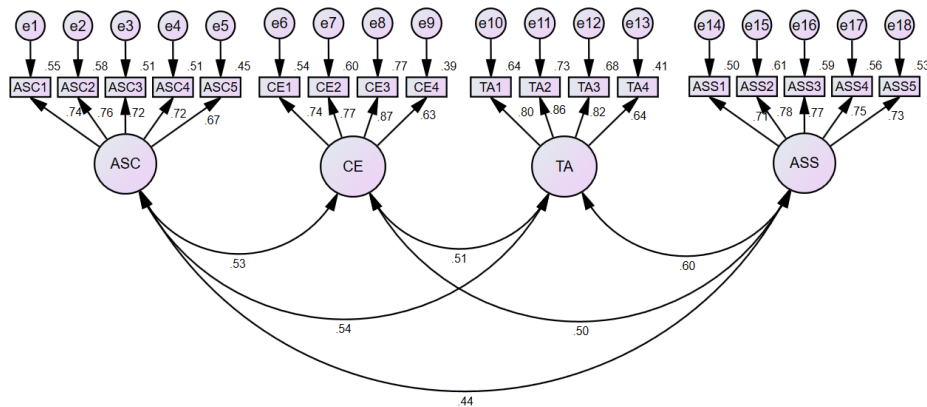 e1 e2 e3 e4 e5 e6 e7 e8 e9 e10 e11 e12 e13 e14 e15 e16 e17 e18
.55 .58 .51 .51 .45 .54 .60 .77 .39 .64 .73 .68 .41 .50 .61 .59 .56 .53
ASC1 ASC2 ASC3 ASC4 ASC5 CE1 CE2 CE3 CE4 TA1 TA2 TA3 TA4 ASS1 ASS2 ASS3 ASS4 ASS5
.74 .76 .72 .72 .67 .74 .77 .87 .63 .80 .86 .82 .64 .71 .78 .77 .75 .73
ASC CE TA ASS
.53 .51 .60
.54 .50
.44